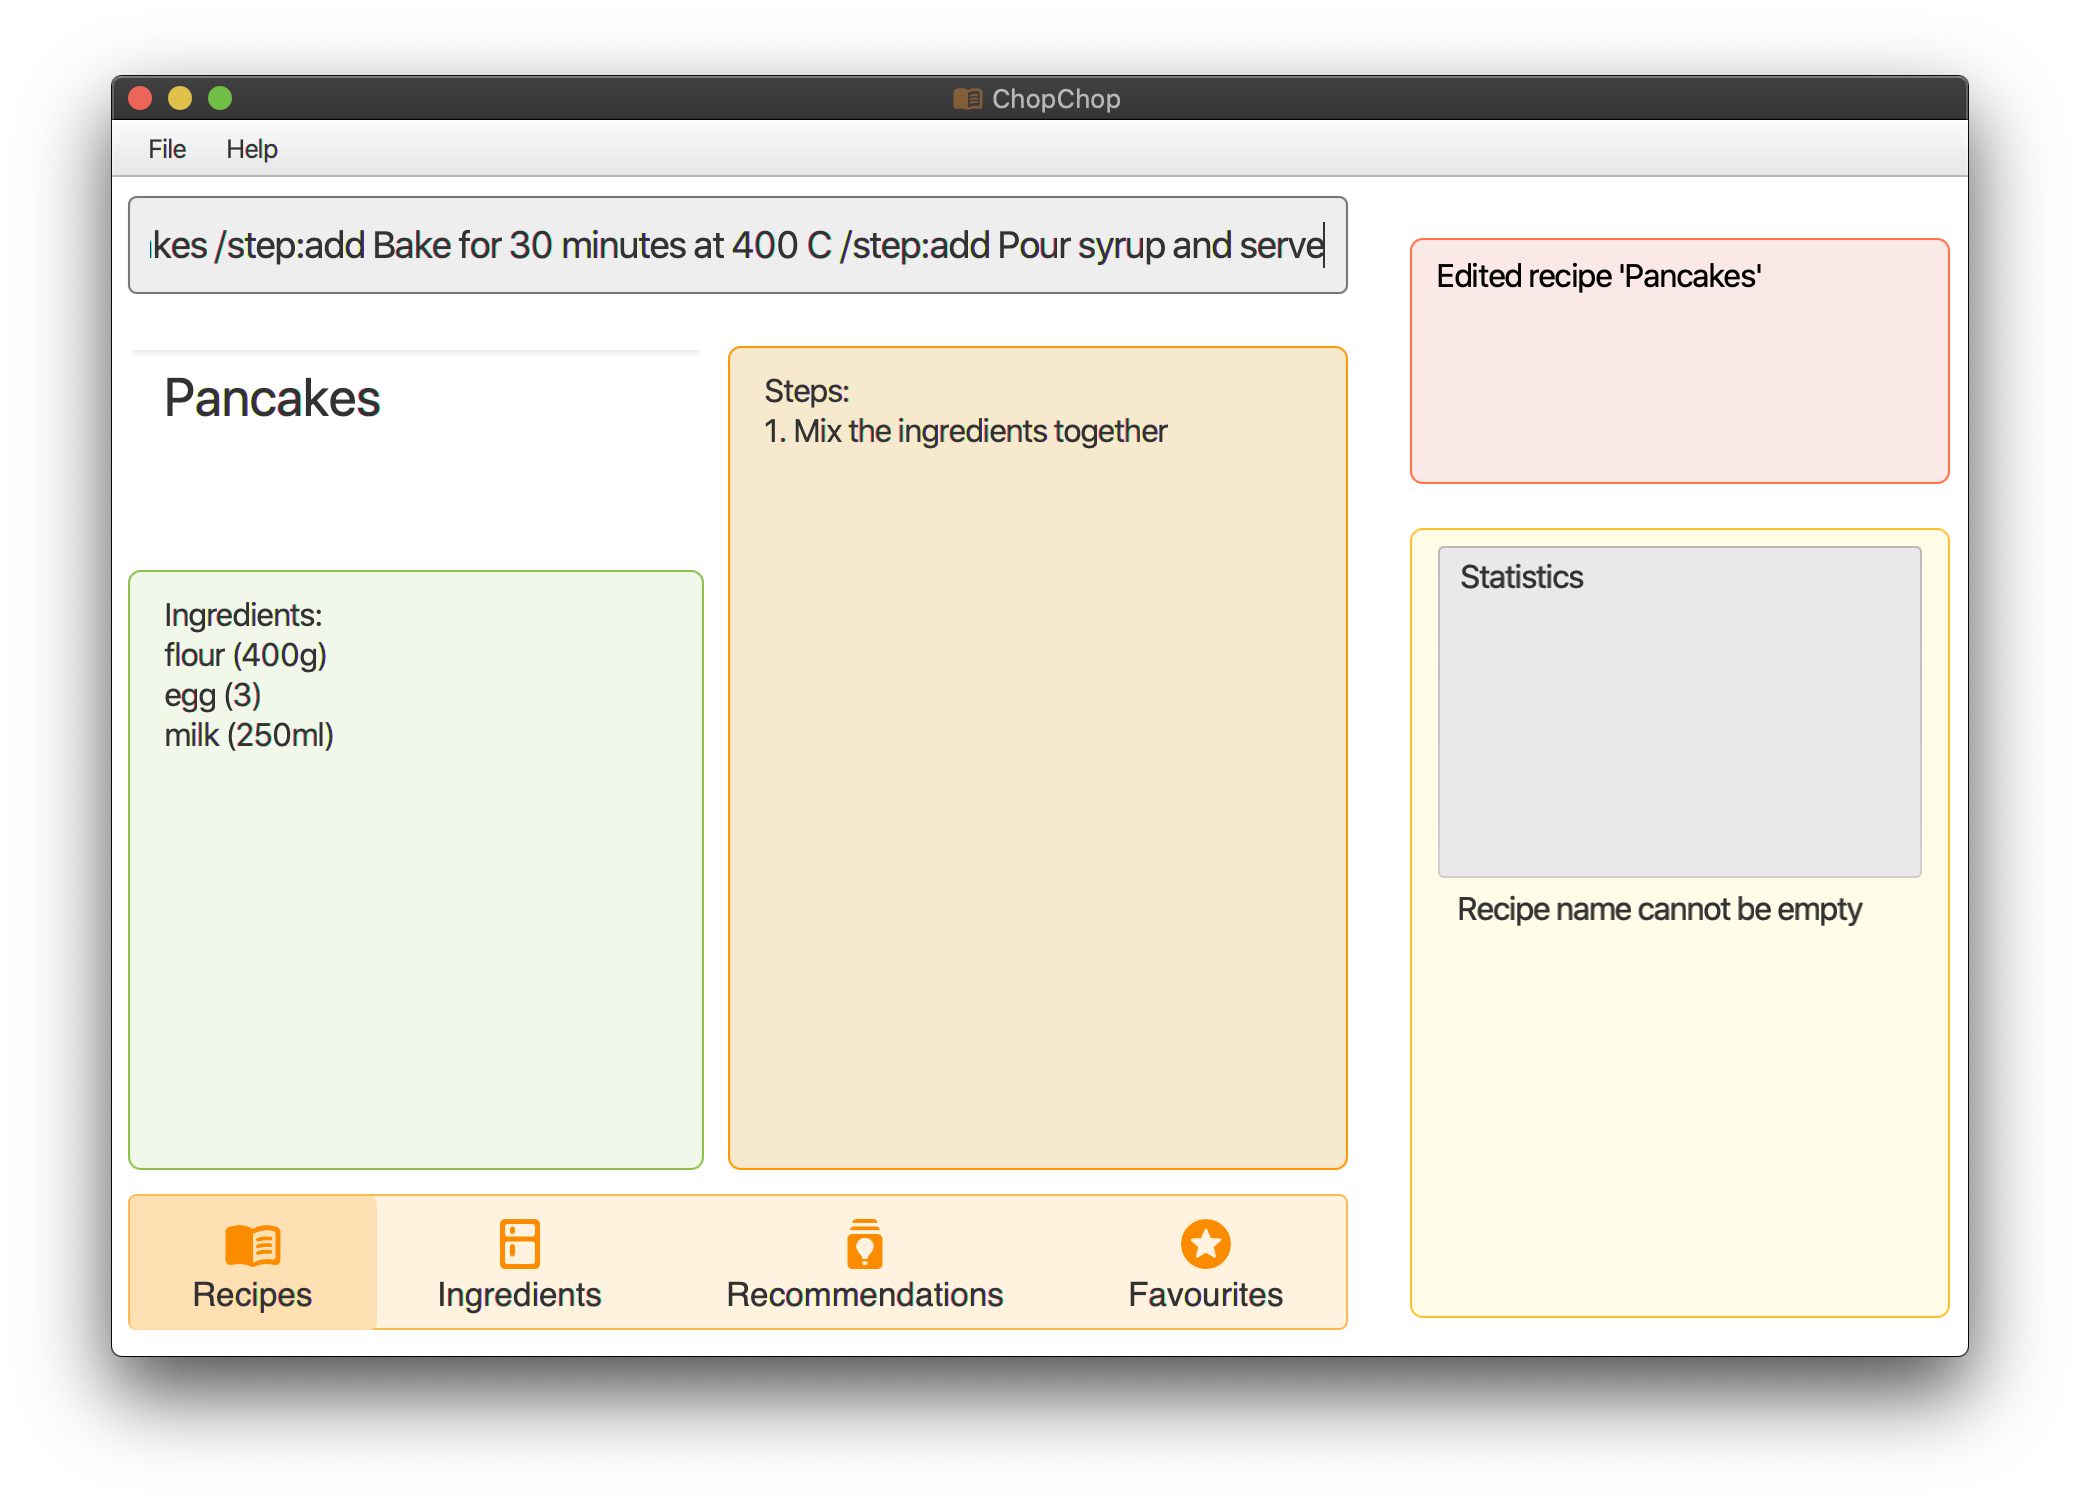 ChopChop
File Help
kes /step:add Bake for 30 minutes at 400 C /step:add Pour syrup and serve
Edited recipe 'Pancakes'
Pancakes
Steps:
1. Mix the ingredients together
Ingredients:
flour (400g)
egg (3)
milk (250ml)
Statistics
Recipe name cannot be empty
Recipes Ingredients Recommendations Favourites